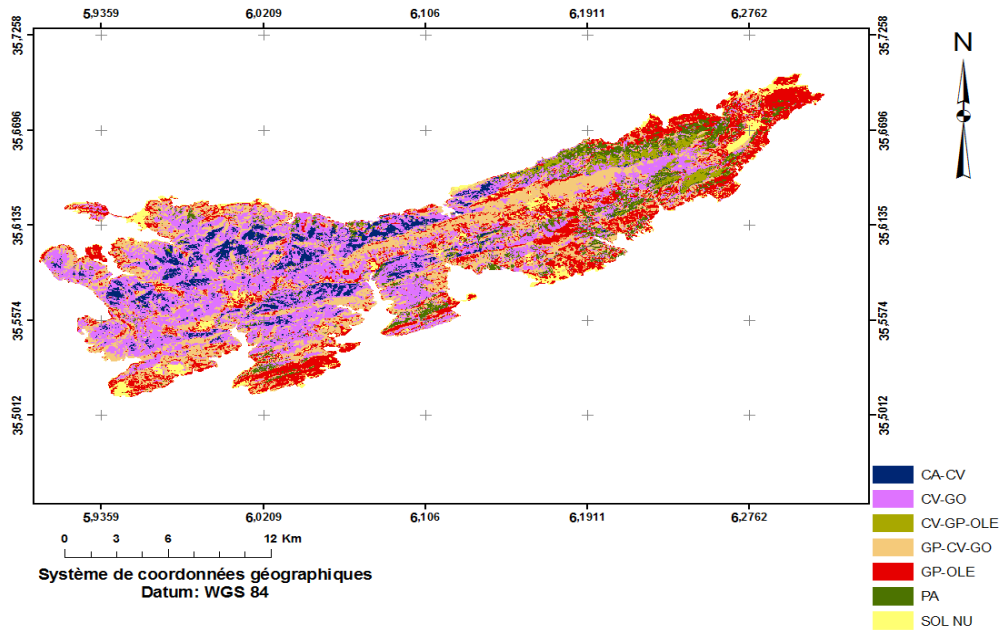 5,9359 6,0209 6,106 6,1911 6,2762
35,7258 35,7258
N
35,6696 35,6696
35,6135 35,6135
35,5574 35,5574
35,5012 35,5012
5,9359 6,0209 6,106 6,1911 6,2762
0 3 6 12 Km
Système de coordonnées géographiques
Datum: WGS 84
CA-CV
CV-GO
CV-GP-OLE
GP-CV-GO
GP-OLE
PA
SOL NU